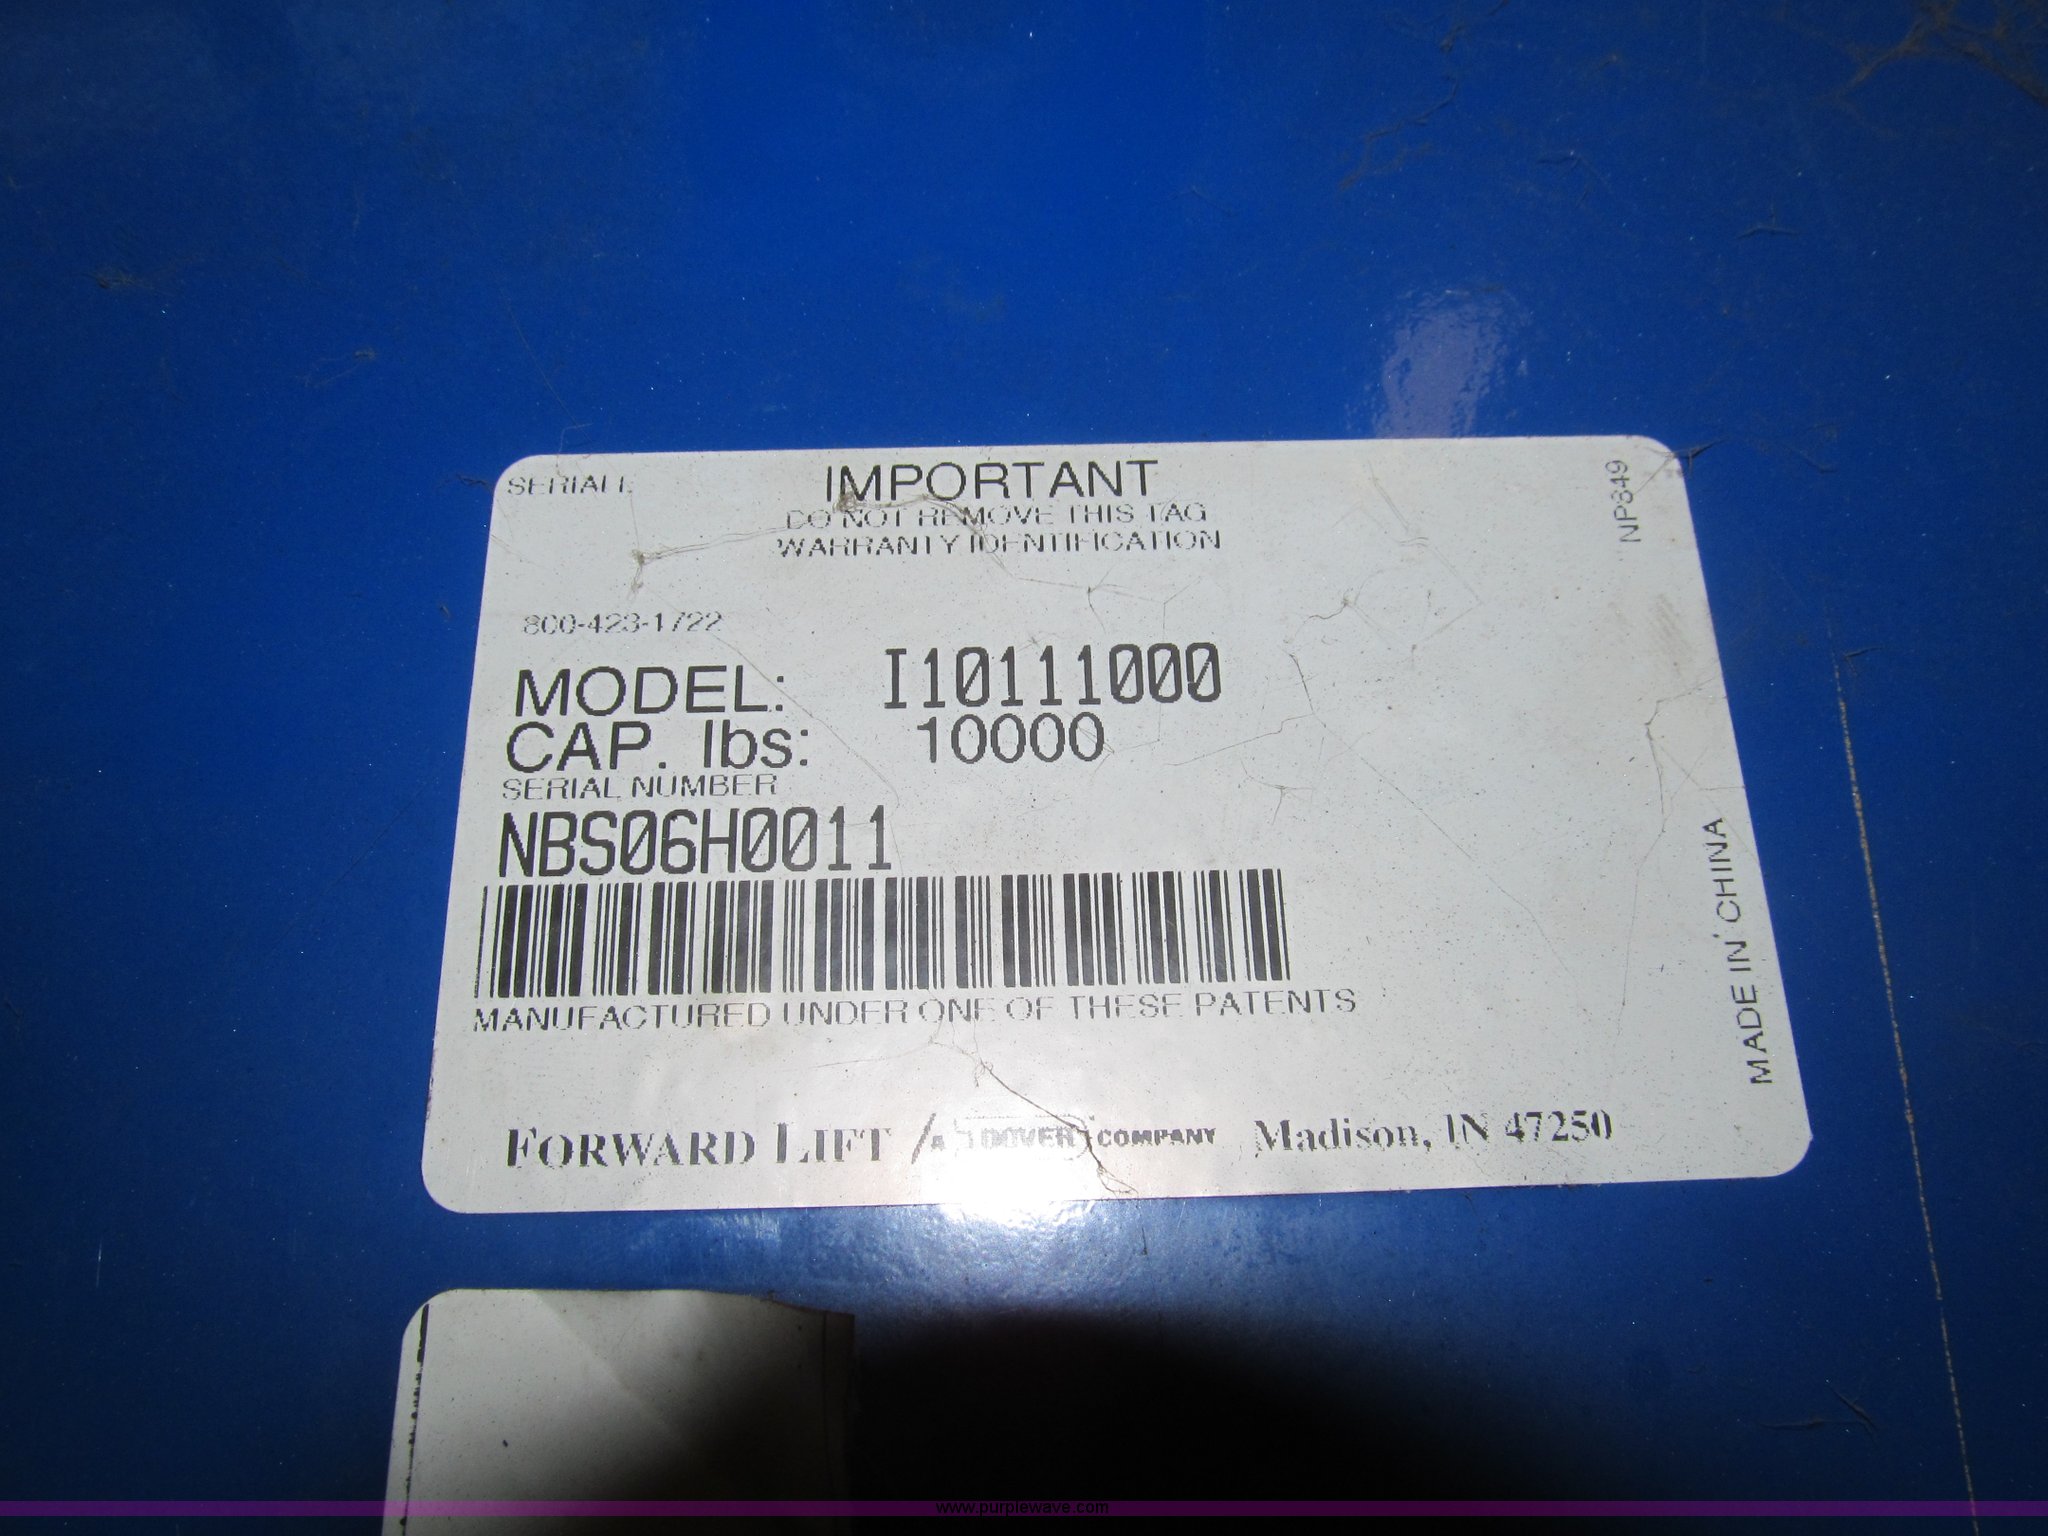 IMPORTANT
DO NOT REMOVE THIS TAG
WARRANTY IDENTIFICATION
NP849
800-423-1722
MODEL: I10111000
CAP. lbs: 10000
SERIAL NUMBER
NBS06H0011
MANUFACTURED UNDER ONE OF THESE PATENTS
MADE IN CHINA
FORWARD LIFT / A DOVER COMPANY Madison, IN 47250
www.purplewave.com